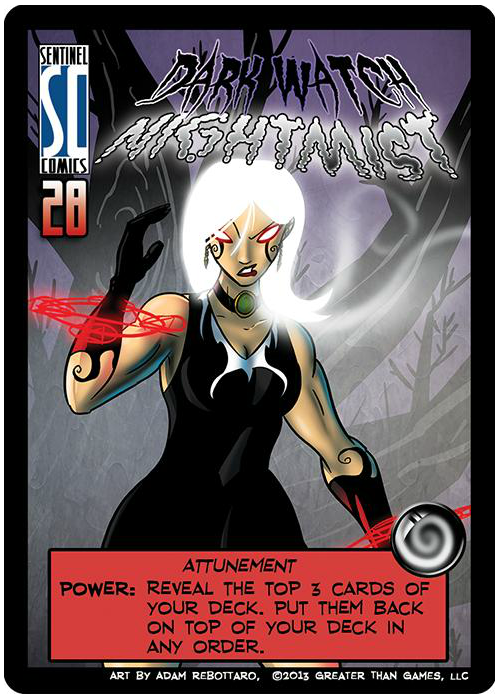 SENTINEL
SC
COMICS
28
DARK WATCH
NIGHTMIST
ATTUNEMENT
POWER: REVEAL THE TOP 3 CARDS OF
YOUR DECK. PUT THEM BACK
ON TOP OF YOUR DECK IN
ANY ORDER.
ART BY ADAM REBOTTARO, ©2013 GREATER THAN GAMES, LLC